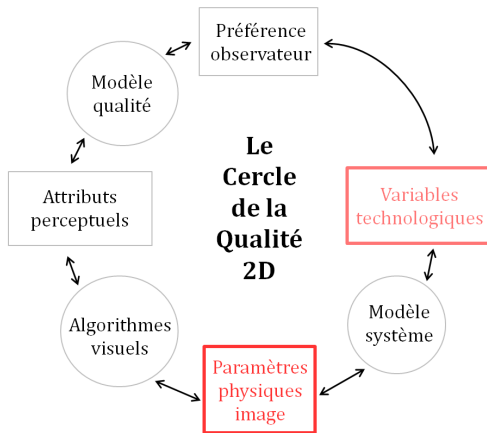 Préférence
observateur
Modèle
qualité
Le
Cercle
de la
Qualité
2D
Attributs
perceptuels
Variables
technologiques
Algorithmes
visuels
Modèle
système
Paramètres
physiques
image